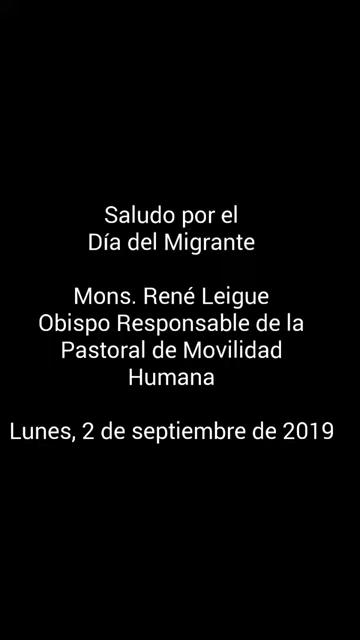 Saludo por el
Día del Migrante
Mons. René Leigue
Obispo Responsable de la
Pastoral de Movilidad
Humana
Lunes, 2 de septiembre de 2019